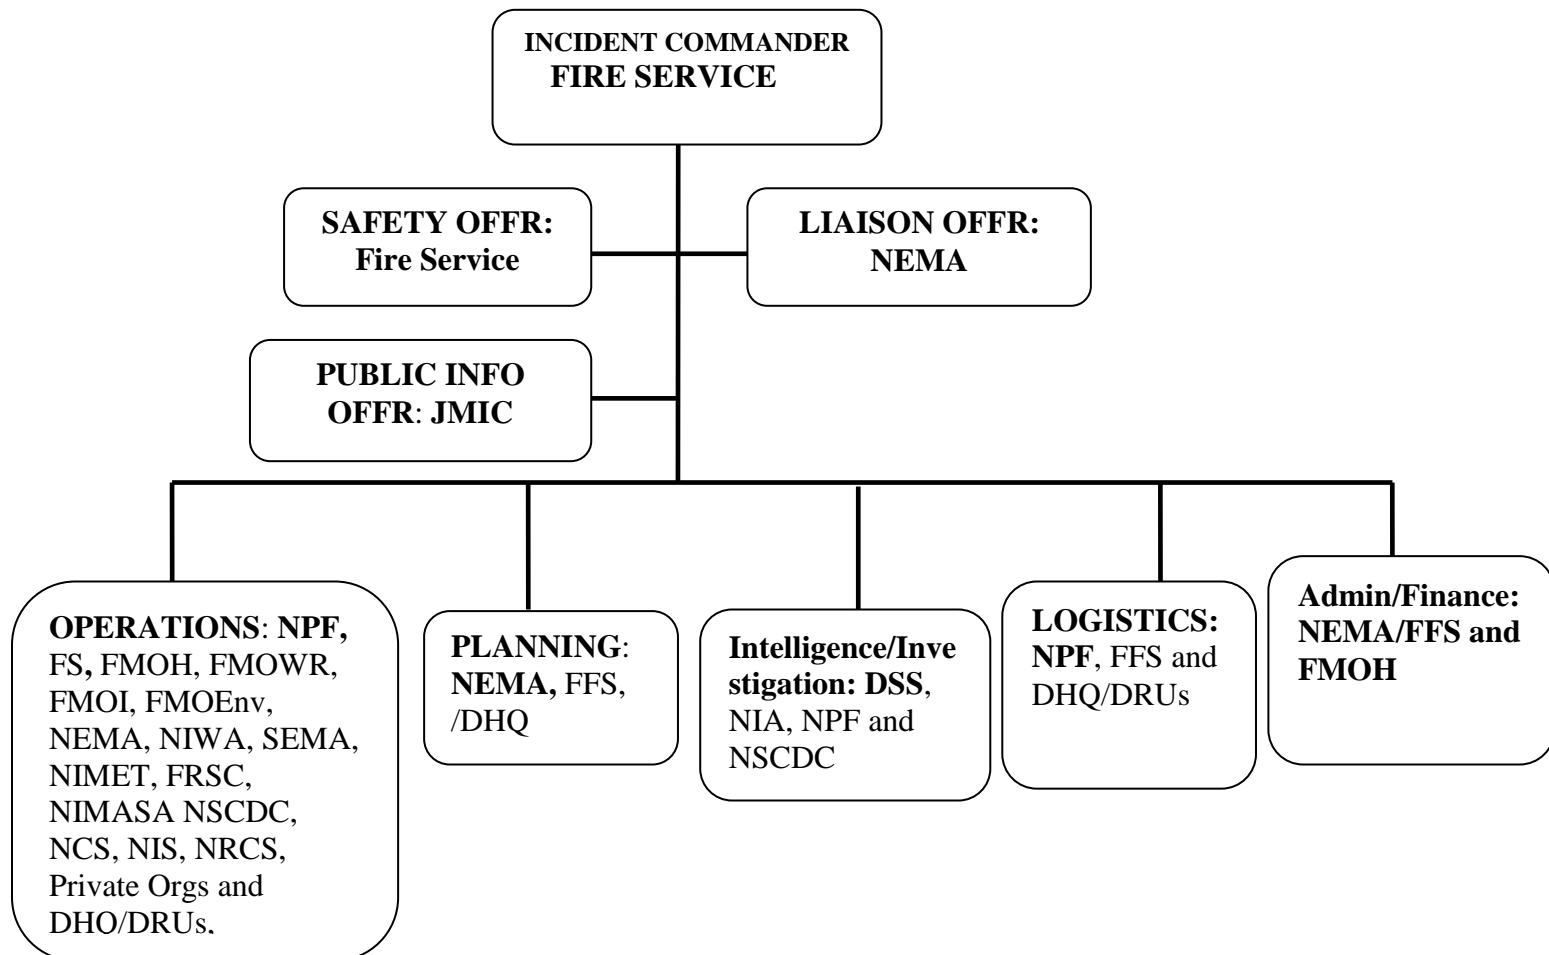 INCIDENT COMMANDER
FIRE SERVICE
SAFETY OFFR:
Fire Service
LIAISON OFFR:
NEMA
PUBLIC INFO
OFFR: JMIC
OPERATIONS: NPF,
FS, FMOH, FMOWR,
FMOI, FMOEnv,
NEMA, NIWA, SEMA,
NIMET, FRSC,
NIMASA NSCDC,
NCS, NIS, NRCS,
Private Orgs and
DHQ/DRUs.
PLANNING:
NEMA, FFS,
/DHQ
Intelligence/Inve
stigation: DSS,
NIA, NPF and
NSCDC
LOGISTICS:
NPF, FFS and
DHQ/DRUs
Admin/Finance:
NEMA/FFS and
FMOH